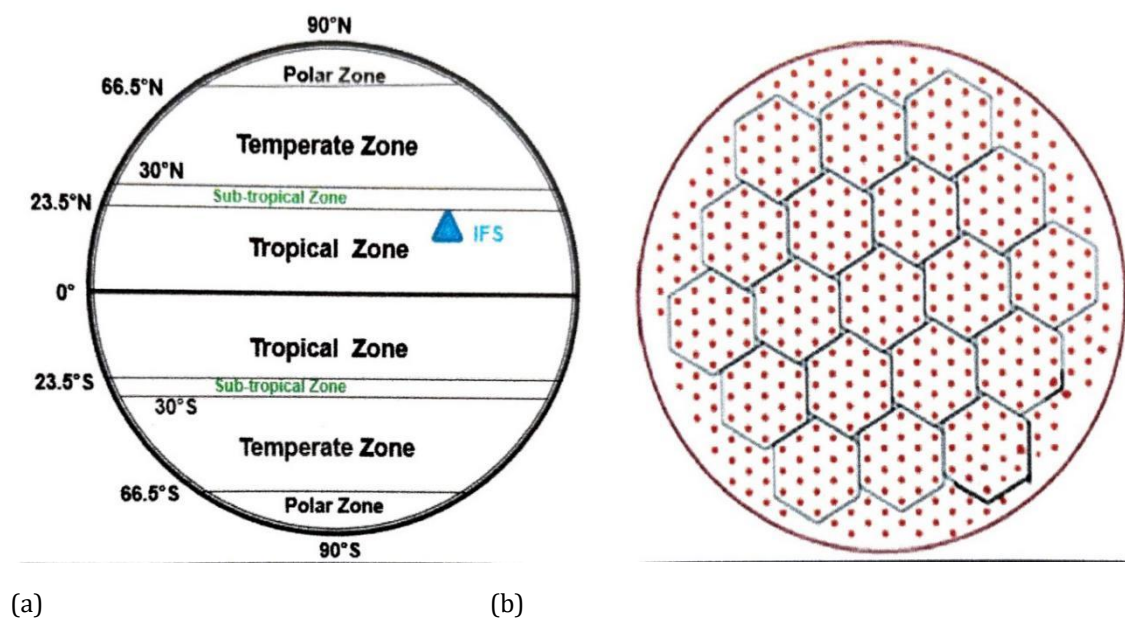 90°N
Polar Zone
66.5°N
Temperate Zone
30°N
Sub-tropical Zone
23.5°N
IFS
Tropical Zone
0°
Tropical Zone
23.5°S
Sub-tropical Zone
30°S
Temperate Zone
66.5°S
Polar Zone
90°S
(a) (b)